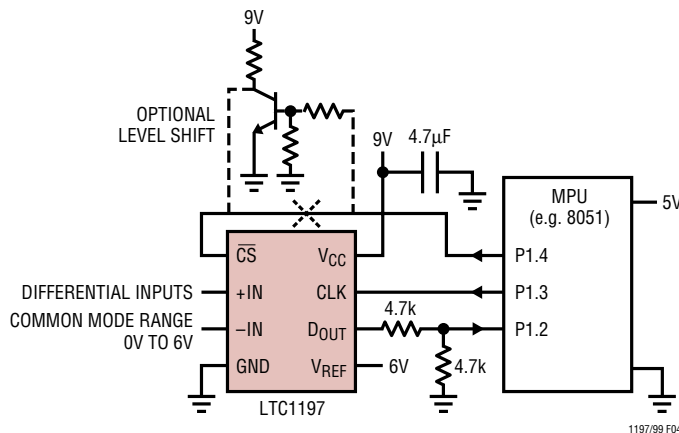 9V
OPTIONAL
LEVEL SHIFT
9V
4.7µF
MPU
(e.g. 8051)
5V
CS
VCC
P1.4
DIFFERENTIAL INPUTS
+IN
CLK
P1.3
COMMON MODE RANGE
0V TO 6V
–IN
DOUT
4.7k
P1.2
GND
VREF
6V
4.7k
LTC1197
1197/99 F04